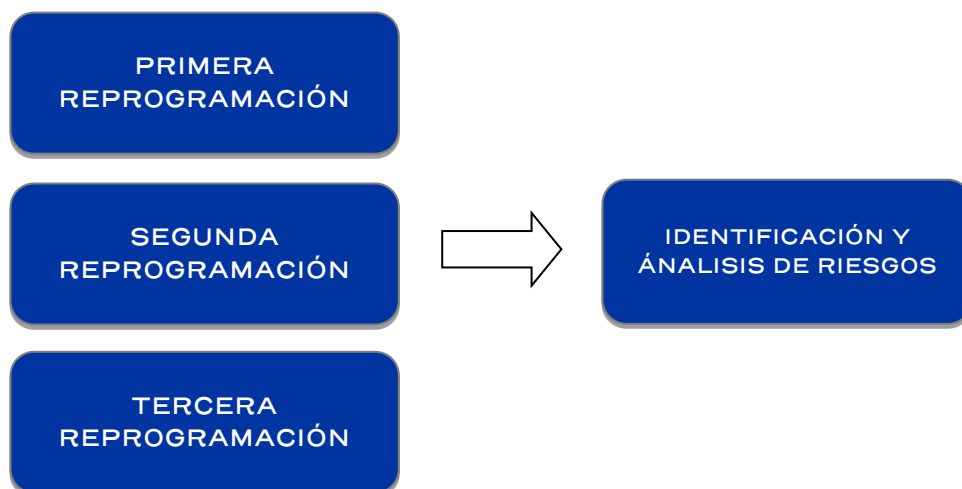 PRIMERA
REPROGRAMACIÓN
SEGUNDA
REPROGRAMACIÓN
TERCERA
REPROGRAMACIÓN
IDENTIFICACIÓN Y
ÁNALISIS DE RIESGOS